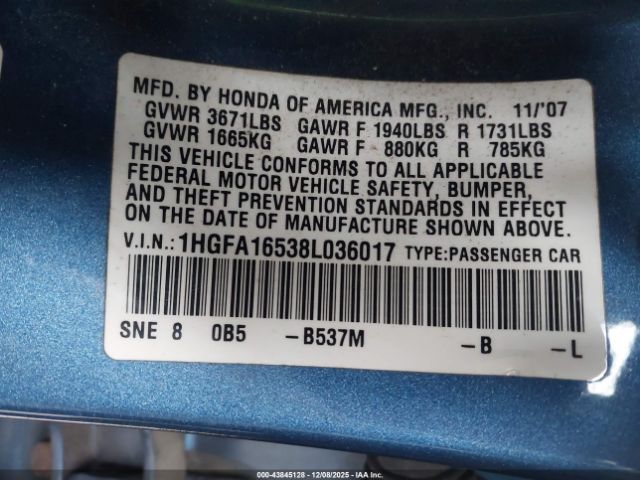 MFD. BY HONDA OF AMERICA MFG., INC. 11/'07
GVWR 3671LBS GAWR F 1940LBS R 1731LBS
GVWR 1665KG GAWR F 880KG R 785KG
THIS VEHICLE CONFORMS TO ALL APPLICABLE
FEDERAL MOTOR VEHICLE SAFETY, BUMPER,
AND THEFT PREVENTION STANDARDS IN EFFECT
ON THE DATE OF MANUFACTURE SHOWN ABOVE.
V.I.N.: 1HGFA16538L036017 TYPE:PASSENGER CAR
SNE 8 0B5 -B537M -B -L
000-43845128 - 12/08/2025 - IAAI.COM